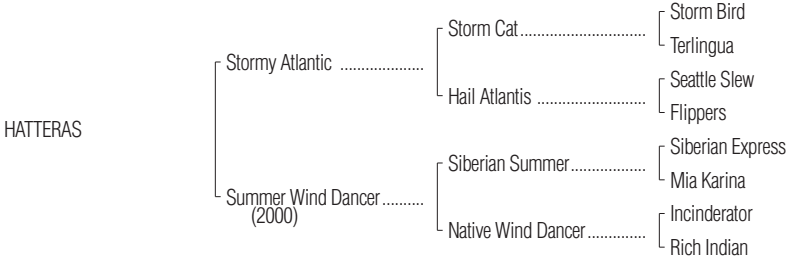 Storm Bird
Storm Cat..............................
Terlingua
Stormy Atlantic ....................
Seattle Slew
Hail Atlantis ..........................
Flippers
HATTERAS
Siberian Express
Siberian Summer..................
Mia Karina
Summer Wind Dancer..........
(2000)
Incinderator
Native Wind Dancer..............
Rich Indian